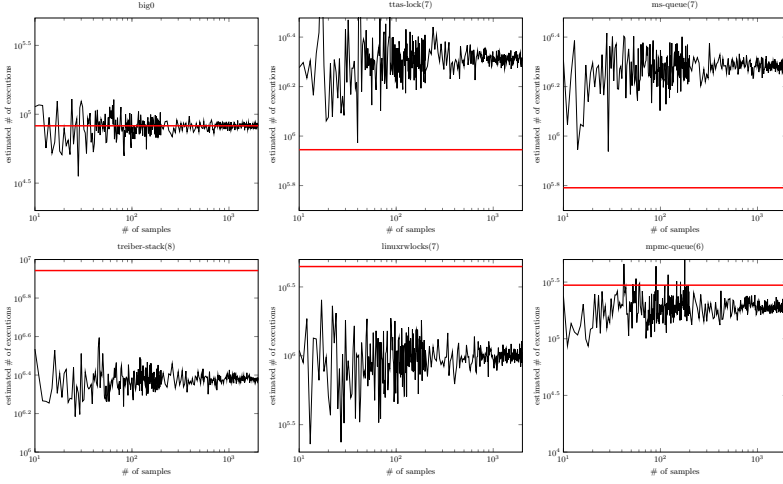 big0
ttas-lock(7)
ms-queue(7)
10^5.5
10^5
10^4.5
estimated # of executions
10^1 10^2 10^3
# of samples
10^6.4
10^6.2
10^6
10^5.8
estimated # of executions
10^1 10^2 10^3
# of samples
10^6.4
10^6.2
10^6
10^5.8
estimated # of executions
10^1 10^2 10^3
# of samples
treiber-stack(8)
linuxrwlocks(7)
mpmc-queue(6)
10^7
10^6.8
10^6.6
10^6.4
10^6.2
10^6
estimated # of executions
10^1 10^2 10^3
# of samples
10^6.5
10^6
10^5.5
estimated # of executions
10^1 10^2 10^3
# of samples
10^5.5
10^5
10^4.5
10^4
estimated # of executions
10^1 10^2 10^3
# of samples